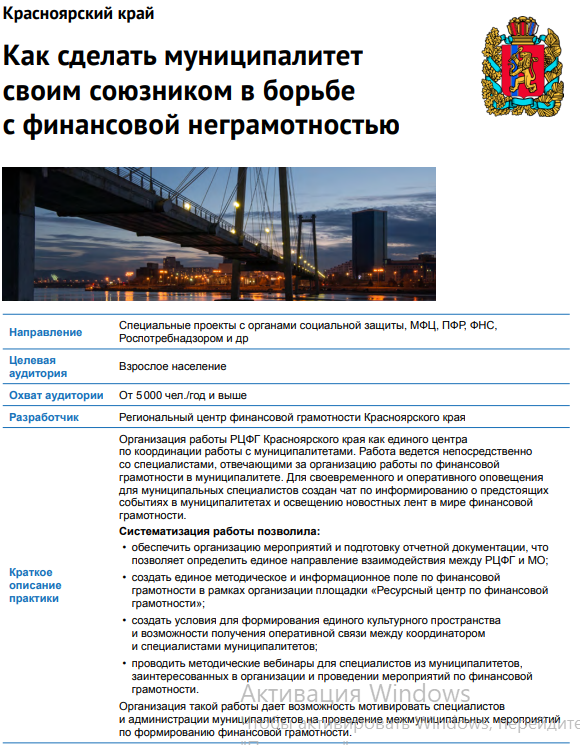 Красноярский край
Как сделать муниципалитет
своим союзником в борьбе
с финансовой неграмотностью
Направление
Специальные проекты с органами социальной защиты, МФЦ, ПФР, ФНС,
Роспотребнадзором и др
Целевая
аудитория
Взрослое население
Охват аудитории
От 5 000 чел./год и выше
Разработчик
Региональный центр финансовой грамотности Красноярского края
Краткое
описание
практики
Организация работы РЦФГ Красноярского края как единого центра
по координации работы с муниципалитетами. Работа ведется непосредственно
со специалистами, отвечающими за организацию работы по финансовой
грамотности в муниципалитете. Для своевременного и оперативного оповещения
для муниципальных специалистов создан чат по информированию о предстоящих
событиях в муниципалитетах и освещению новостных лент в мире финансовой
грамотности.
Систематизация работы позволила:
• обеспечить организацию мероприятий и подготовку отчетной документации, что
позволяет определить единое направление взаимодействия между РЦФГ и МО;
• создать единое методическое и информационное поле по финансовой
грамотности в рамках организации площадки «Ресурсный центр по финансовой
грамотности»;
• создать условия для формирования единого культурного пространства
и возможности получения оперативной связи между координатором
и специалистами муниципалитетов;
• проводить методические вебинары для специалистов из муниципалитетов,
заинтересованных в организации и проведении мероприятий по финансовой
грамотности.
Организация такой работы дает возможность мотивировать специалистов
и администрации муниципалитетов на проведение межмуниципальных мероприятий
по формированию финансовой грамотности.
Активация Windows
Чтобы активировать Windows, перейдите